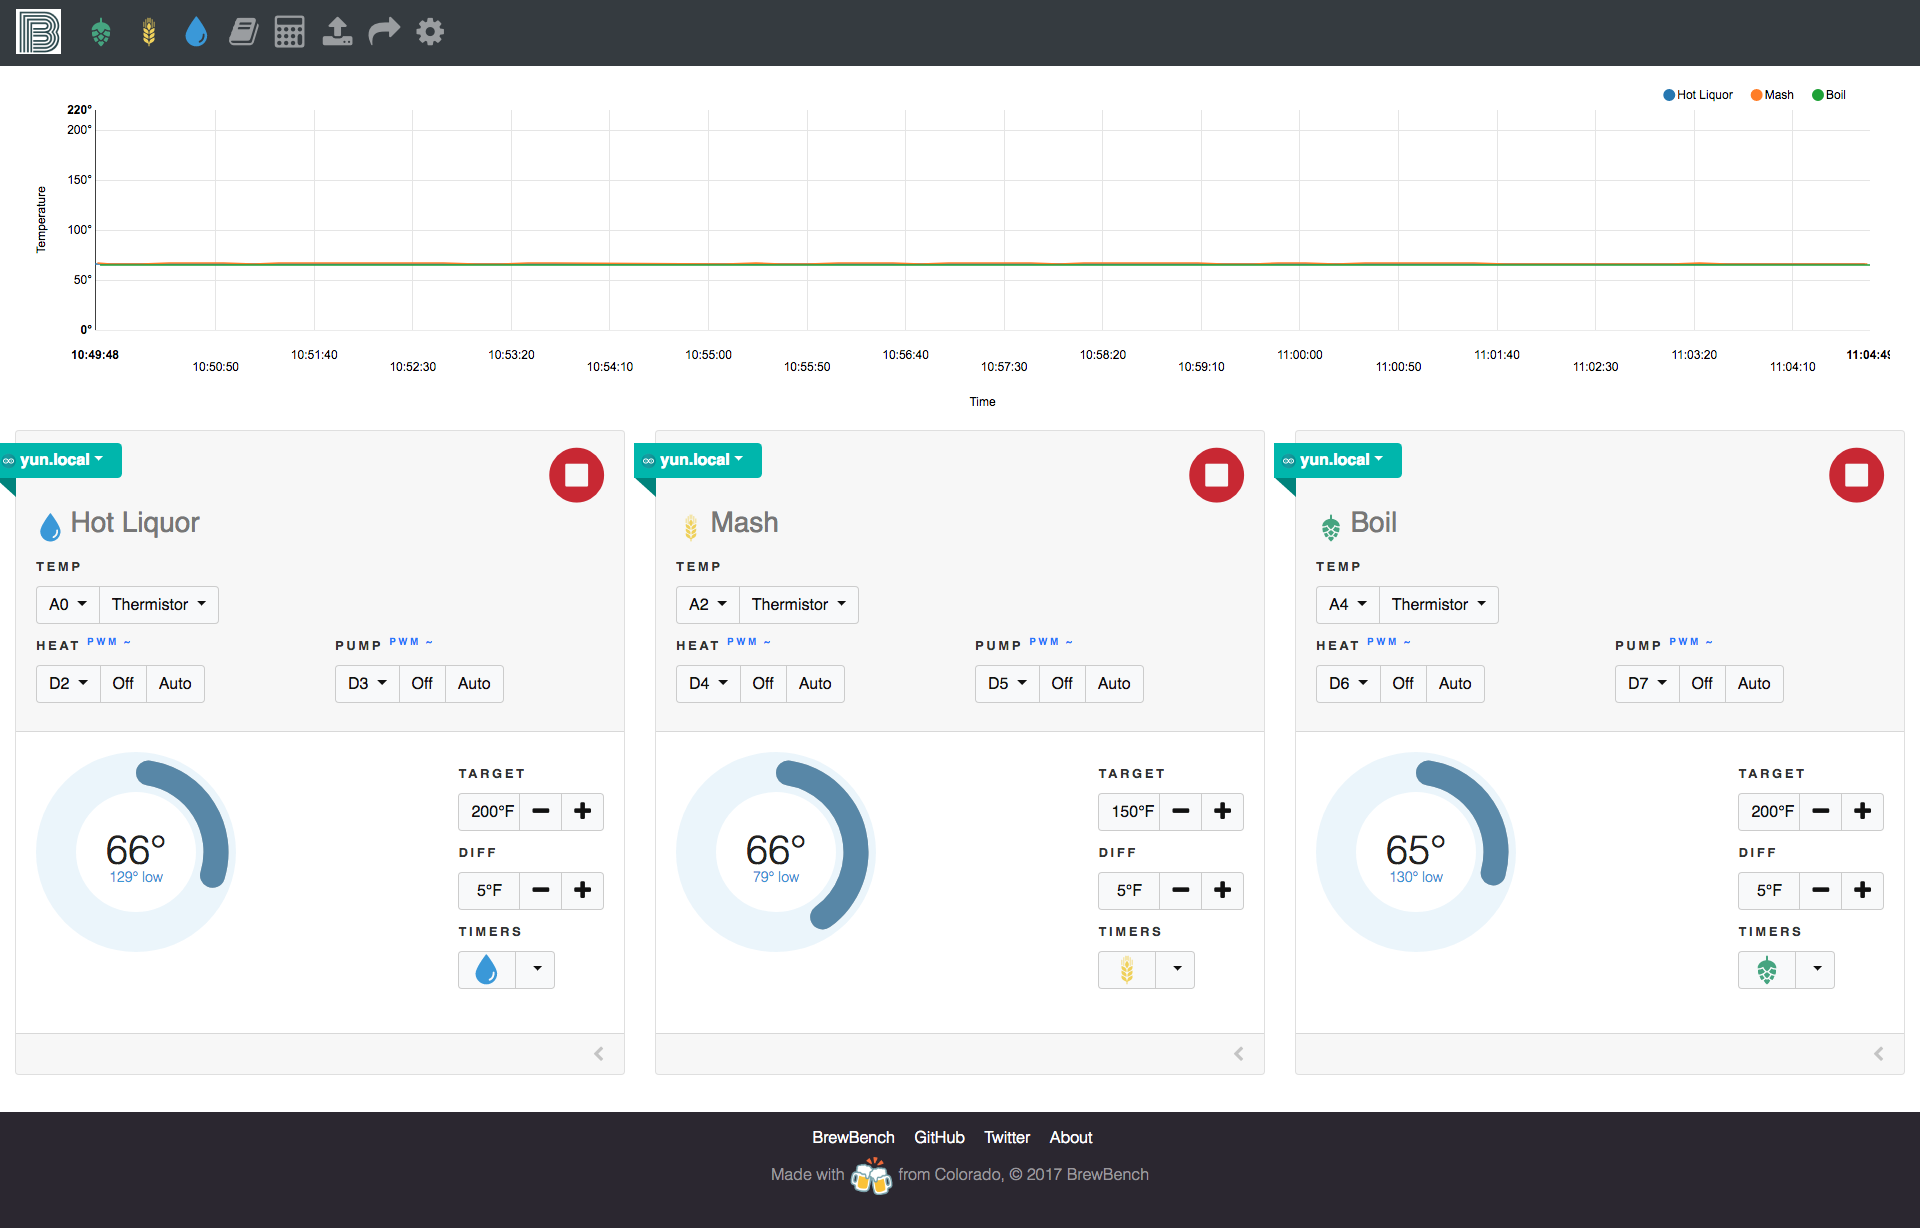 B
Hot Liquor Mash Boil
220°
200°
150°
100°
50°
0°
Temperature
10:49:48 10:51:40 10:53:20 10:55:00 10:56:40 10:58:20 11:00:00 11:01:40 11:03:20 11:04:49
10:50:50 10:52:30 10:54:10 10:55:50 10:57:30 10:59:10 11:00:50 11:02:30 11:04:10
Time
yun.local
Hot Liquor
TEMP
A0 Thermistor
HEAT PWM ~ PUMP PWM ~
D2 Off Auto D3 Off Auto
66°
129° low
TARGET
200°F
DIFF
5°F
TIMERS
yun.local
Mash
TEMP
A2 Thermistor
HEAT PWM ~ PUMP PWM ~
D4 Off Auto D5 Off Auto
66°
79° low
TARGET
150°F
DIFF
5°F
TIMERS
yun.local
Boil
TEMP
A4 Thermistor
HEAT PWM ~ PUMP PWM ~
D6 Off Auto D7 Off Auto
65°
130° low
TARGET
200°F
DIFF
5°F
TIMERS
BrewBench GitHub Twitter About
Made with from Colorado, © 2017 BrewBench